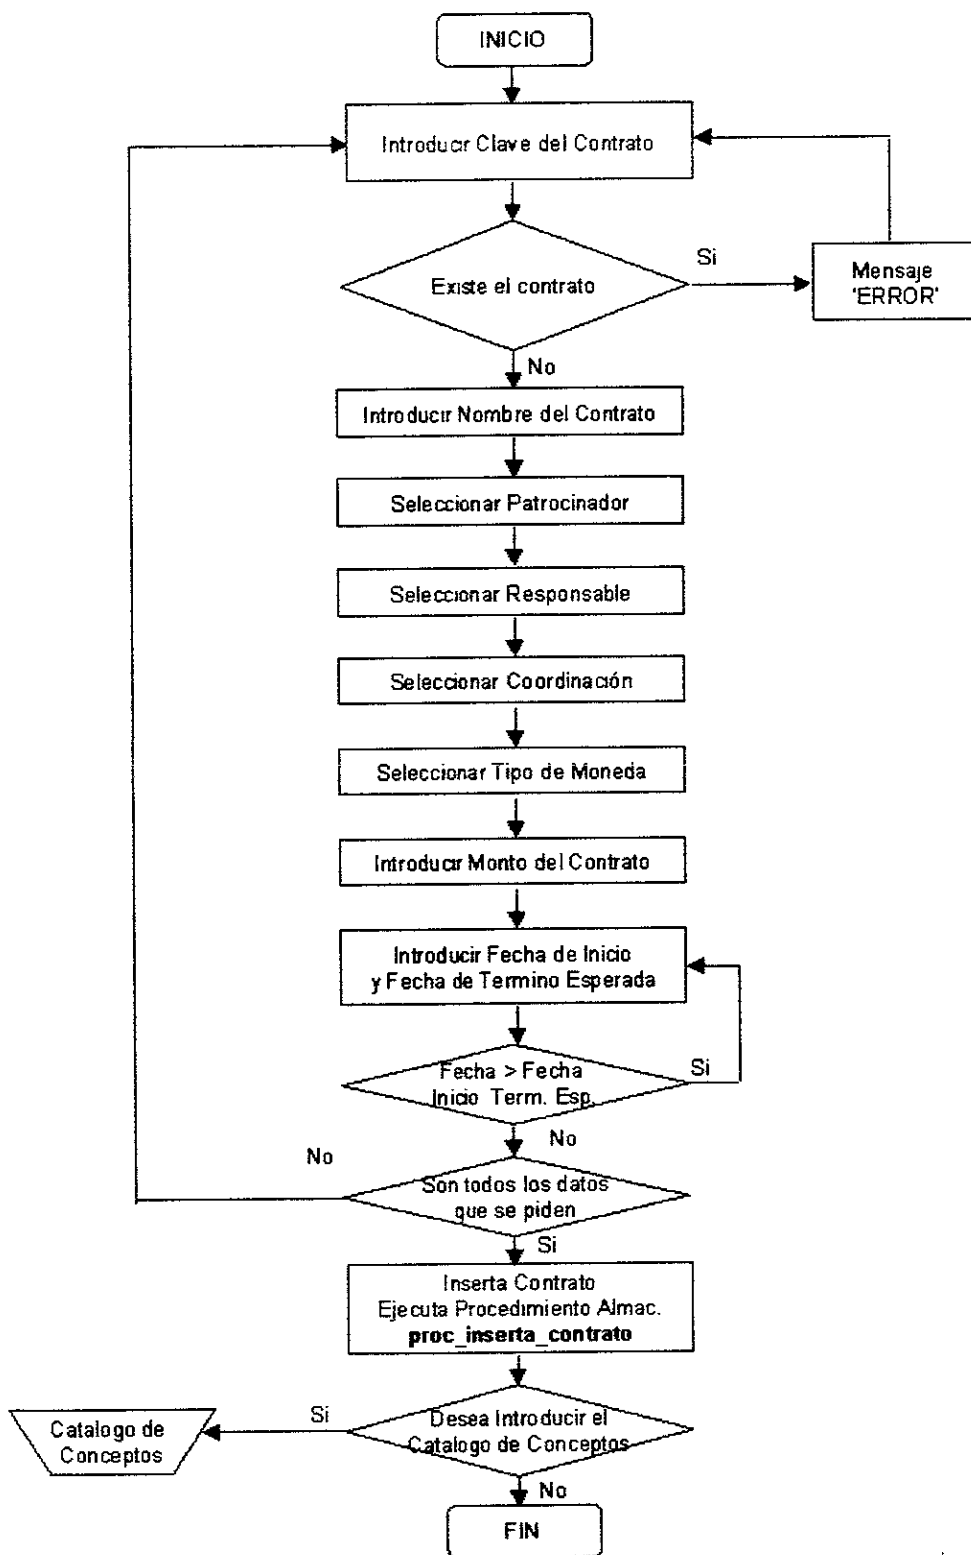 INICIO
Introducir Clave del Contrato
Existe el contrato
Si
Mensaje
'ERROR'
No
Introducir Nombre del Contrato
Seleccionar Patrocinador
Seleccionar Responsable
Seleccionar Coordinación
Seleccionar Tipo de Moneda
Introducir Monto del Contrato
Introducir Fecha de Inicio
y Fecha de Termino Esperada
Fecha > Fecha
Inicio Term. Esp.
Si
No
No
Son todos los datos
que se piden
Si
Inserta Contrato
Ejecuta Procedimiento Almac.
proc_inserta_contrato
Desea Introducir el
Catalogo de Conceptos
Si
Catalogo de
Conceptos
No
FIN